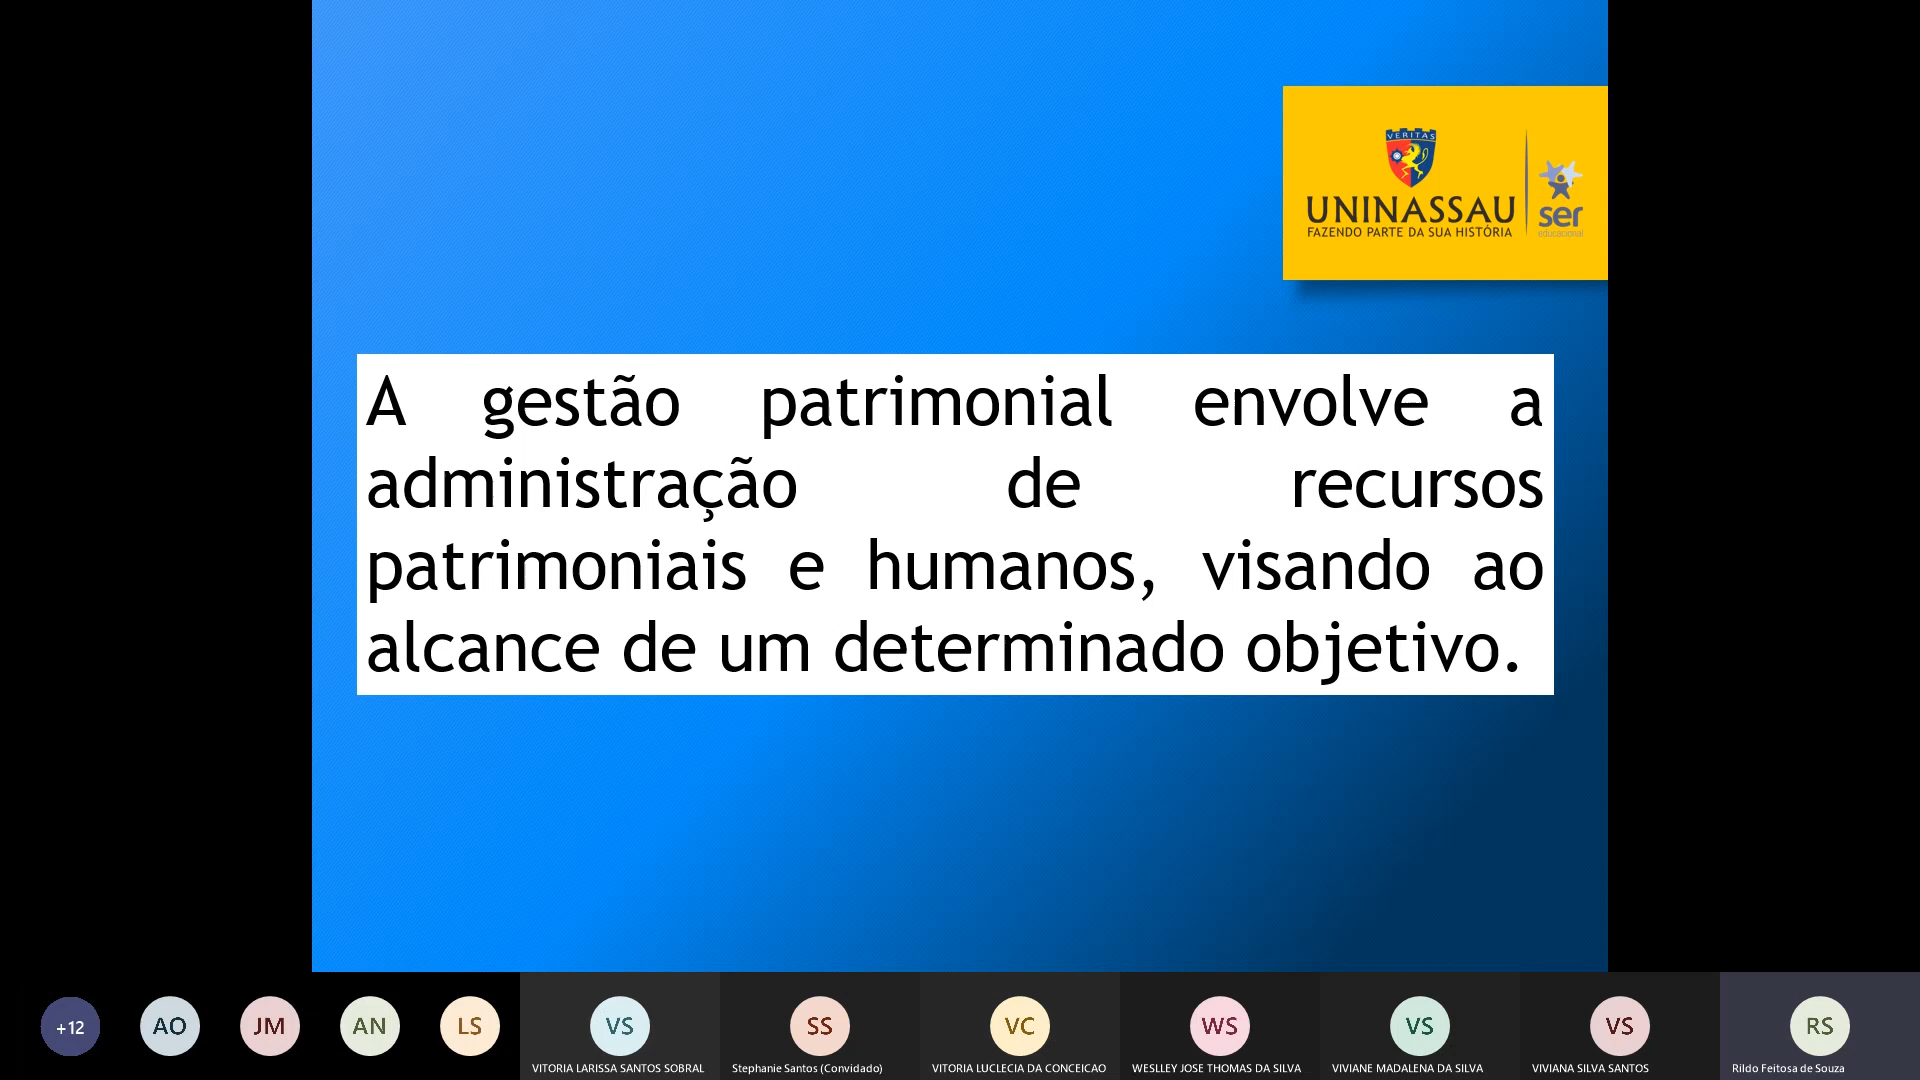 VERITAS
UNINASSAU
FAZENDO PARTE DA SUA HISTÓRIA
ser
educacional
A gestão patrimonial envolve a
administração de recursos
patrimoniais e humanos, visando ao
alcance de um determinado objetivo.
+12
AO
JM
AN
LS
VS
SS
VC
WS
VS
VS
RS
VITORIA LARISSA SANTOS SOBRAL
Stephanie Santos (Convidado)
VITORIA LUCLECIA DA CONCEICAO
WESLLEY JOSE THOMAS DA SILVA
VIVIANE MADALENA DA SILVA
VIVIANA SILVA SANTOS
Rildo Feitosa de Souza